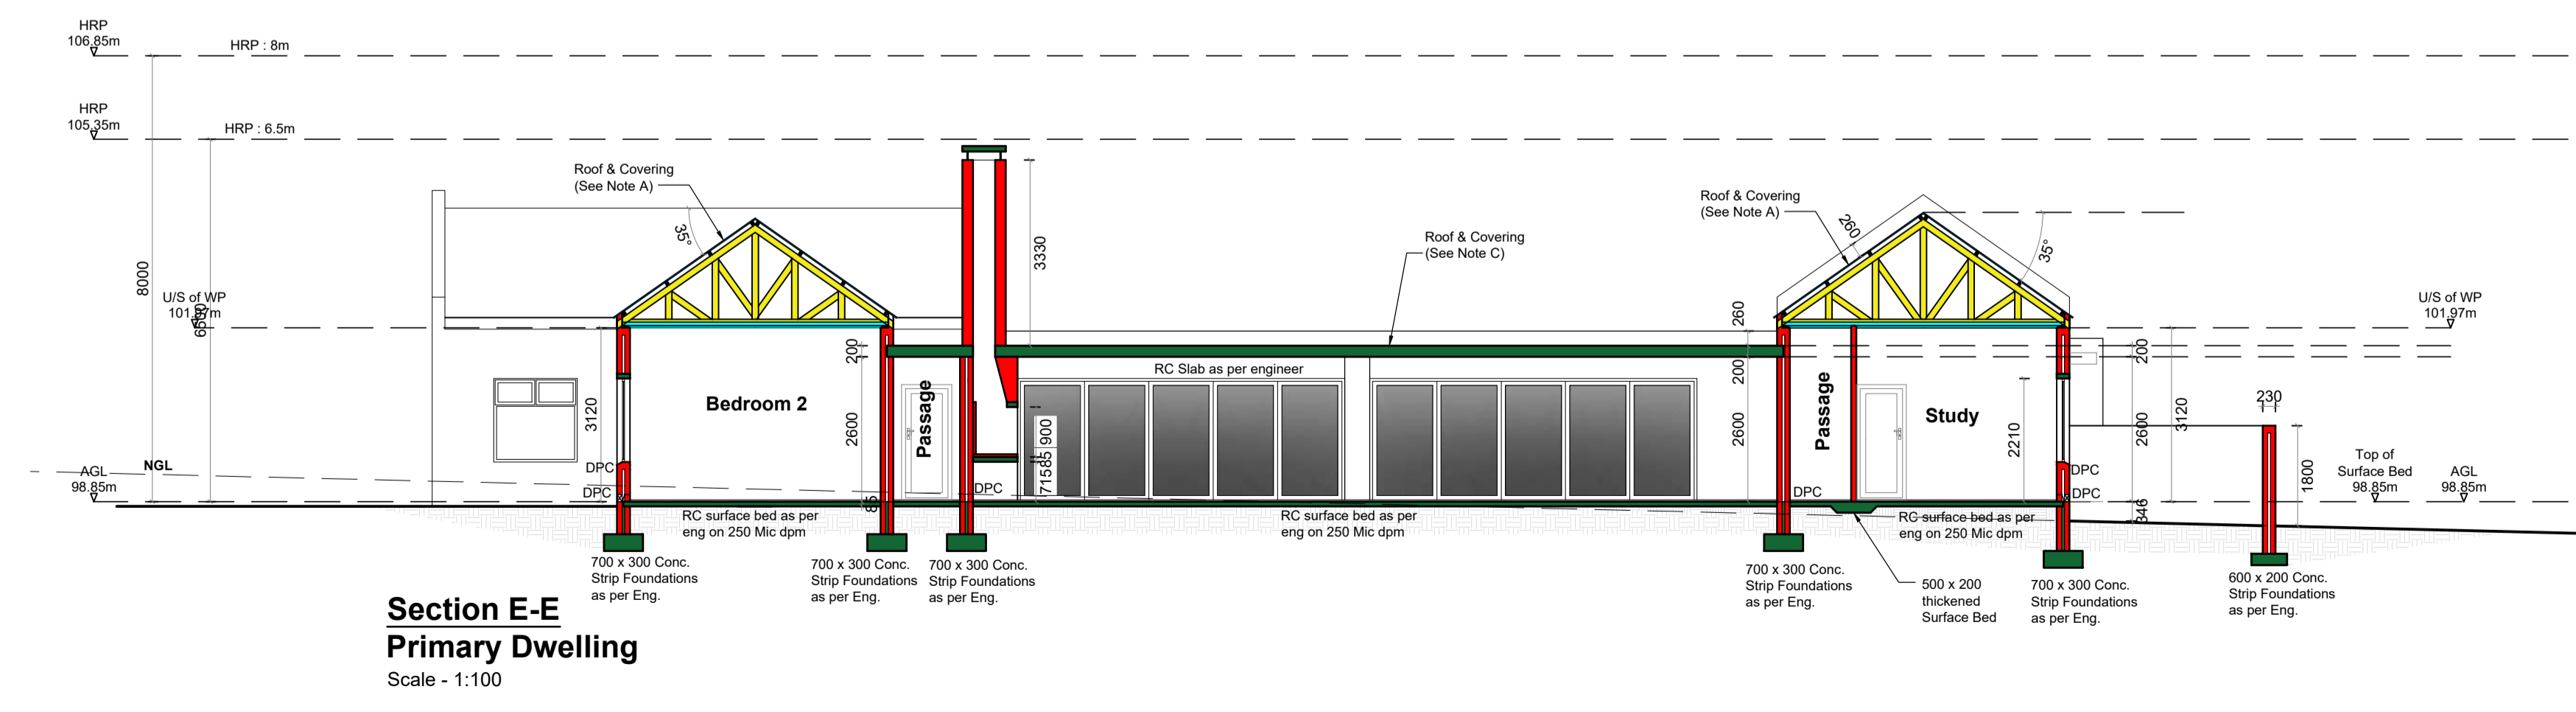 HRP
106.85m
HRP : 8m
HRP
105.35m
HRP : 6.5m
Roof & Covering
(See Note A)
35°
8000
U/S of WP
101.97m
6500
3330
Roof & Covering
(See Note C)
Roof & Covering
(See Note A)
260
35°
U/S of WP
101.97m
260
200
200
200
RC Slab as per engineer
Bedroom 2
Passage
Passage
Study
3120
2600
900
71585
2600
2210
2600
3120
230
1800
AGL
98.85m
NGL
DPC
DPC
85
DPC
DPC
DPC
DPC
346
Top of
Surface Bed
98.85m
AGL
98.85m
RC surface bed as per
eng on 250 Mic dpm
RC surface bed as per
eng on 250 Mic dpm
RC surface bed as per
eng on 250 Mic dpm
700 x 300 Conc.
Strip Foundations
as per Eng.
700 x 300 Conc.
Strip Foundations
as per Eng.
700 x 300 Conc.
Strip Foundations
as per Eng.
700 x 300 Conc.
Strip Foundations
as per Eng.
500 x 200
thickened
Surface Bed
700 x 300 Conc.
Strip Foundations
as per Eng.
600 x 200 Conc.
Strip Foundations
as per Eng.
Section E-E
Primary Dwelling
Scale - 1:100